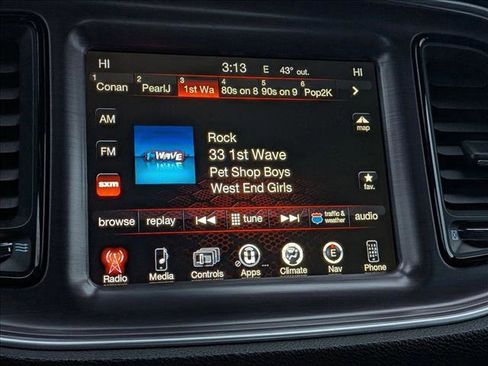 HI 3:13 E 43° out. HI
1 Conan 2 PearlJ 3 1st Wa 4 80s on 8 5 90s on 9 6 Pop2K
AM
map
FM
1st WAVE
Rock
33 1st Wave
Pet Shop Boys
West End Girls
sxm
fav.
browse replay tune traffic & weather audio
E
Radio Media Controls Apps ... Climate Nav Phone